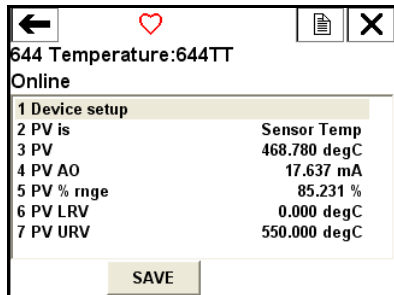 644 Temperature:644TT
Online
1 Device setup
2 PV is Sensor Temp
3 PV 468.780 degC
4 PV AO 17.637 mA
5 PV % rnge 85.231 %
6 PV LRV 0.000 degC
7 PV URV 550.000 degC
SAVE